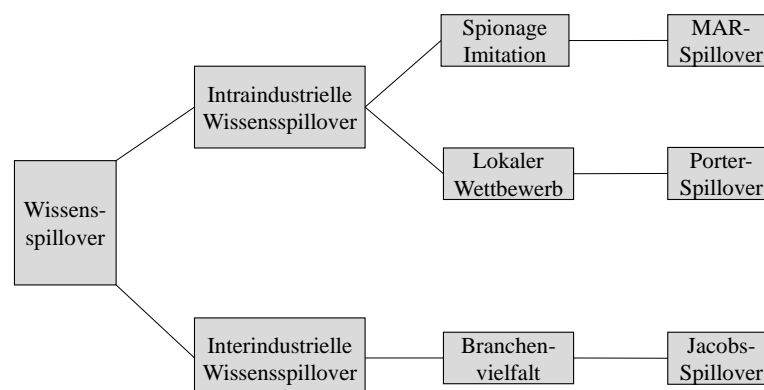 Spionage
Imitation
MAR-
Spillover
Intraindustrielle
Wissensspillover
Lokaler
Wettbewerb
Porter-
Spillover
Wissens-
spillover
Interindustrielle
Wissensspillover
Branchen-
vielfalt
Jacobs-
Spillover